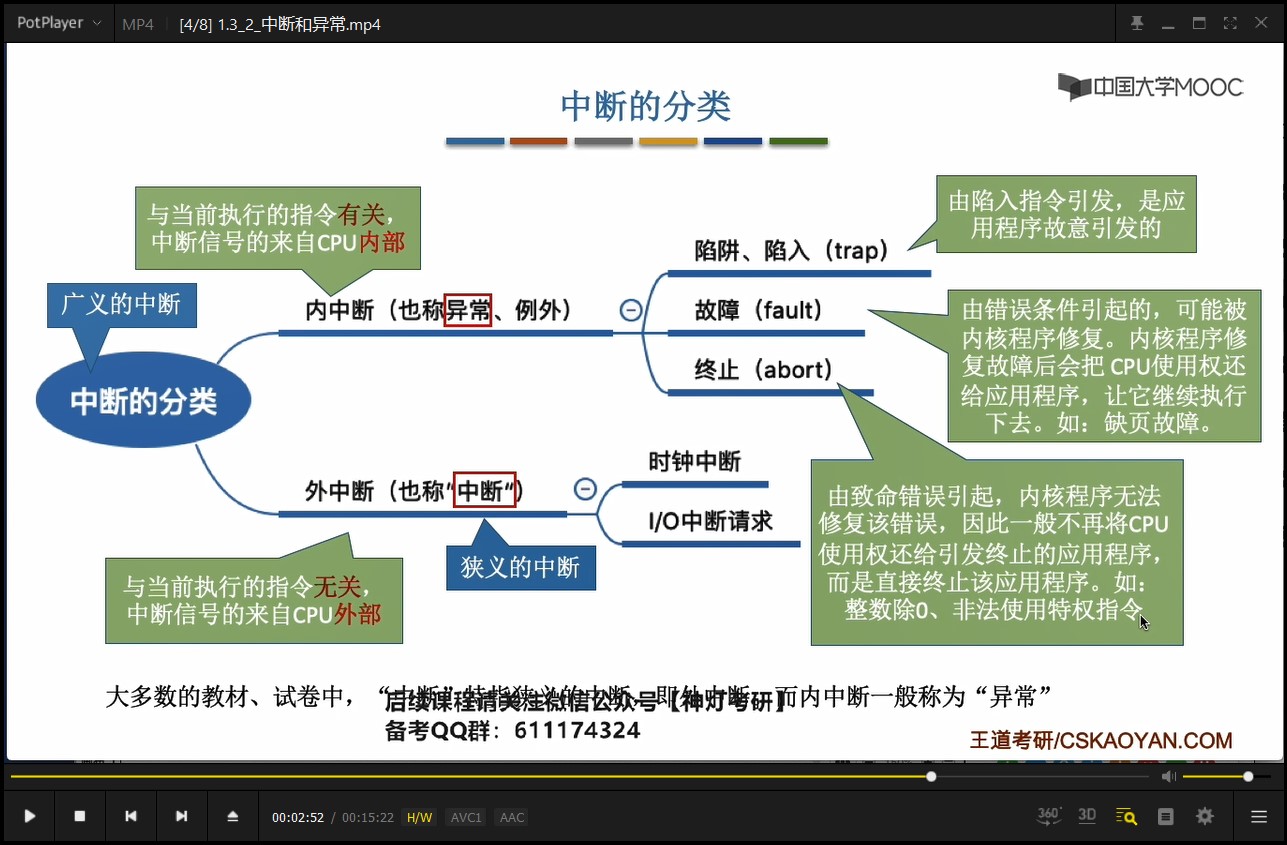 PotPlayer
MP4
[4/8] 1.3_2_中断和异常.mp4
中国大学MOOC
中断的分类
与当前执行的指令有关，
中断信号的来自CPU内部
广义的中断
中断的分类
内中断（也称异常、例外）
陷阱、陷入（trap）
故障（fault）
终止（abort）
由陷入指令引发，是应
用程序故意引发的
由错误条件引起的，可能被
内核程序修复。内核程序修
复故障后会把 CPU使用权还
给应用程序，让它继续执行
下去。如：缺页故障。
由致命错误引起，内核程序无法
修复该错误，因此一般不再将CPU
使用权还给引发终止的应用程序，
而是直接终止该应用程序。如：
整数除0、非法使用特权指令
外中断（也称“中断”）
时钟中断
I/O中断请求
狭义的中断
与当前执行的指令无关，
中断信号的来自CPU外部
大多数的教材、试卷中，“中断”特指狭义的中断，即外中断。而内中断一般称为“异常”
后续课程请关注微信公众号【神灯考研】
备考QQ群：611174324
王道考研/CSKAOYAN.COM
00:02:52 / 00:15:22 H/W AVC1 AAC
360° 3D